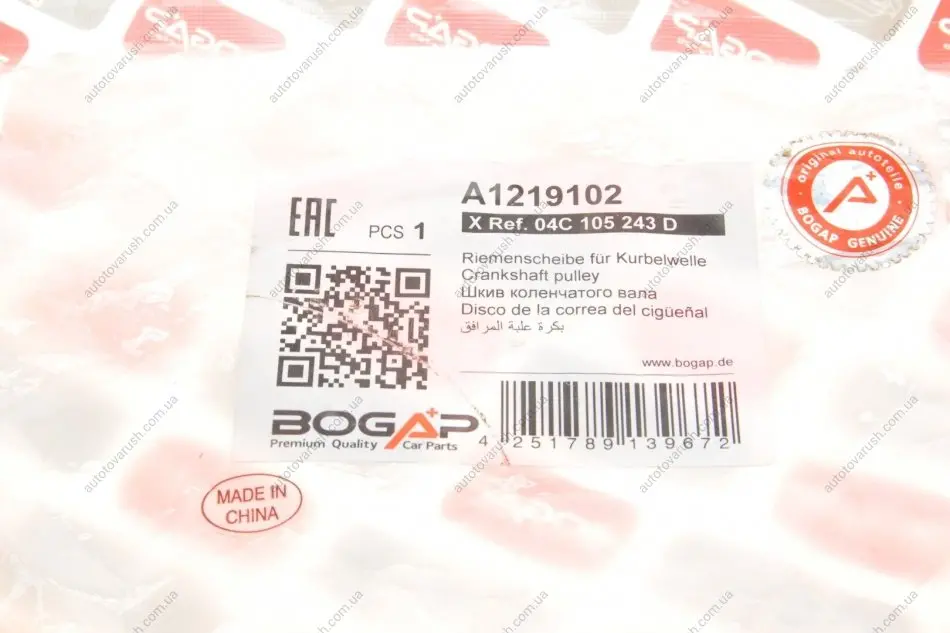 EAC
PCS 1
A1219102
X Ref. 04C 105 243 D
Riemenscheibe für Kurbelwelle
Crankshaft pulley
Шкив коленчатого вала
Disco de la correa del cigüeñal
بكرة علبة المرافق
www.bogap.de
BOGAP
Premium Quality Car Parts
4 251789 139672
original autoteile
BOGAP GENUINE
MADE IN
CHINA
autotovarush.com.ua